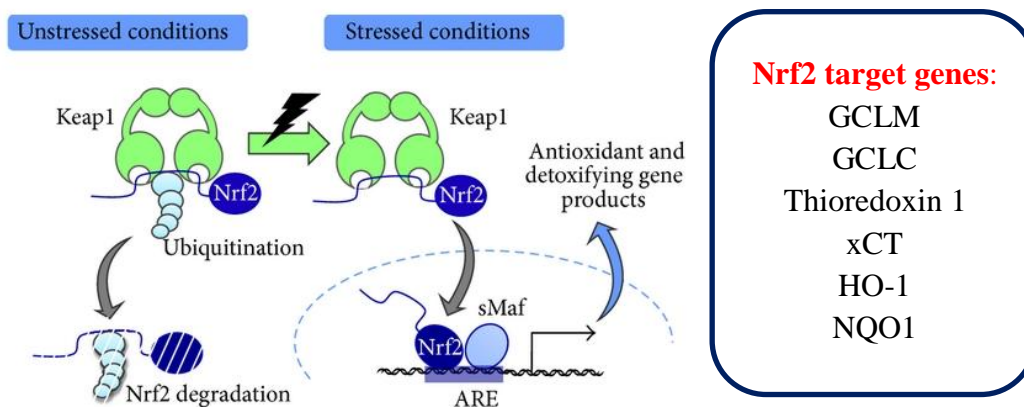 Unstressed conditions
Stressed conditions
Keap1
Nrf2
Ubiquitination
Nrf2 degradation
Keap1
Nrf2
Antioxidant and
detoxifying gene
products
sMaf
Nrf2
ARE
Nrf2 target genes:
GCLM
GCLC
Thioredoxin 1
xCT
HO-1
NQO1